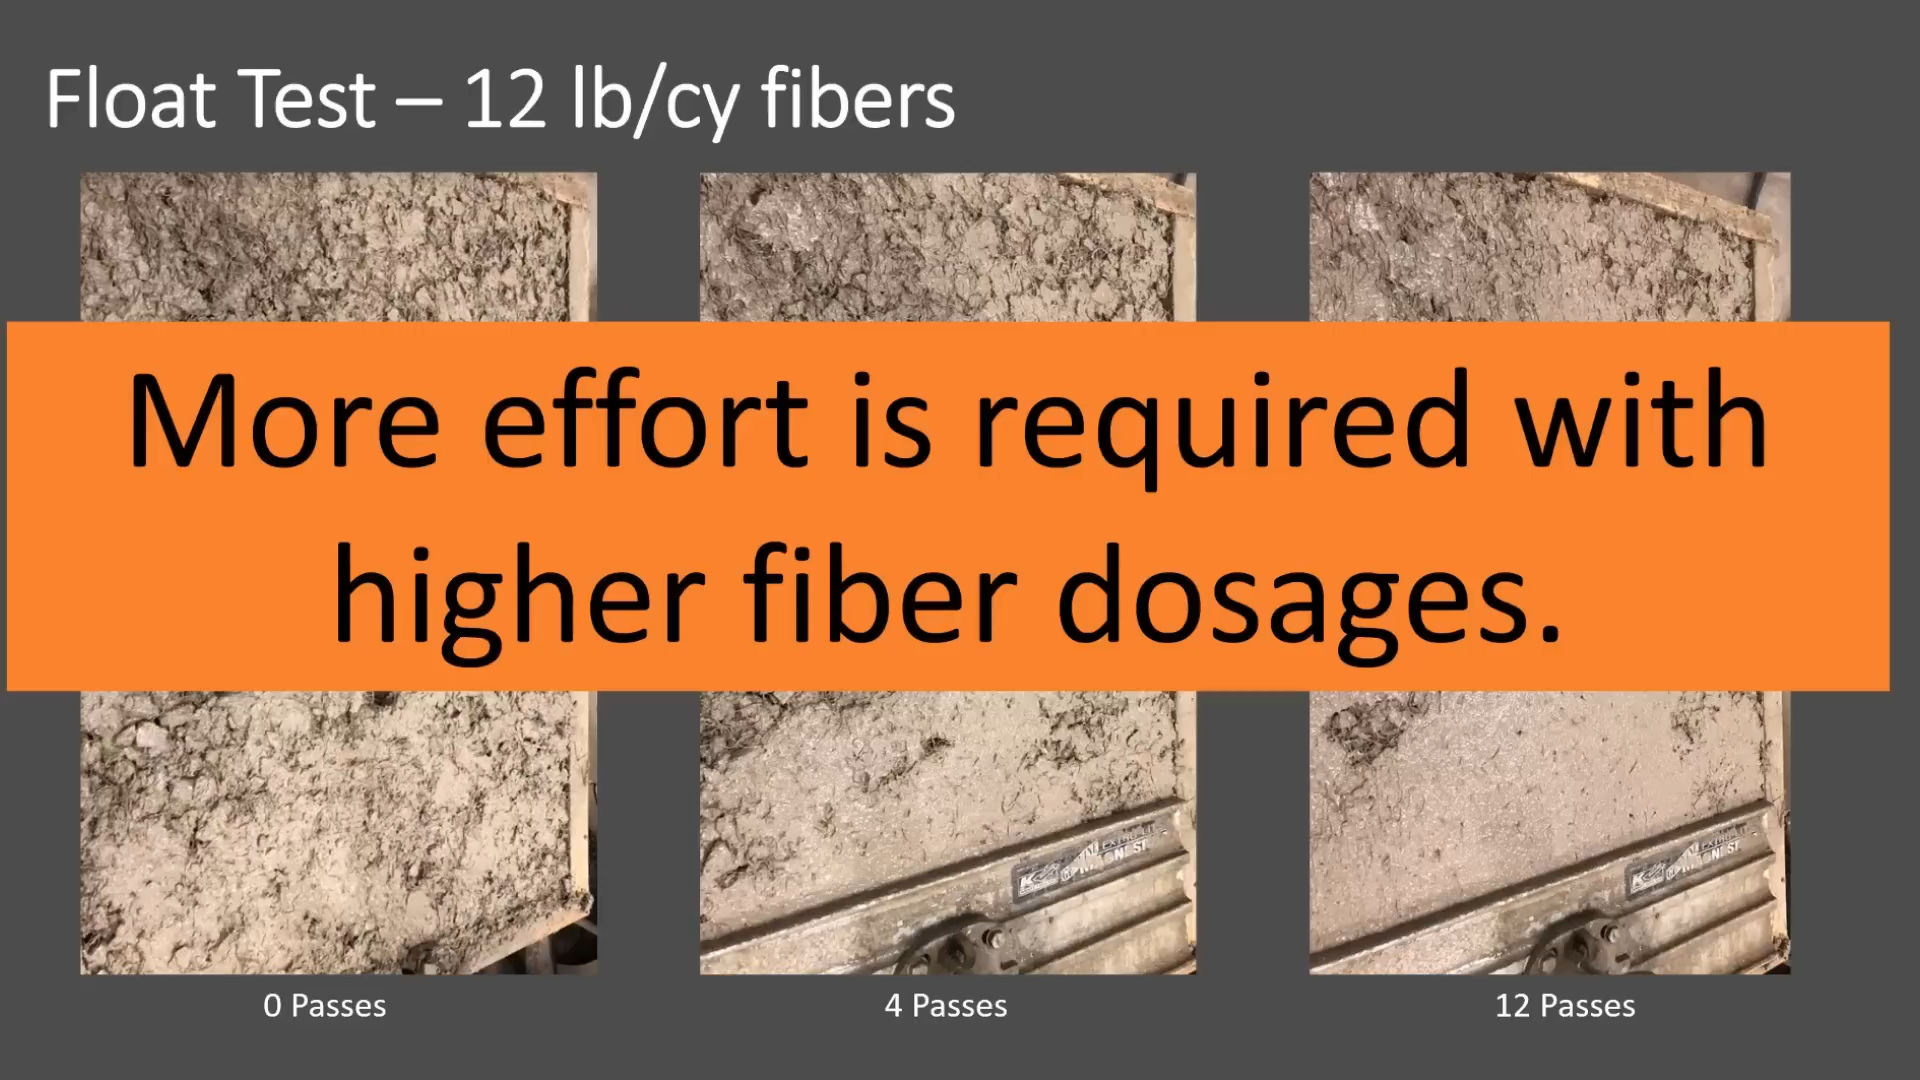 Float Test – 12 lb/cy fibers
More effort is required with
higher fiber dosages.
0 Passes
4 Passes
12 Passes